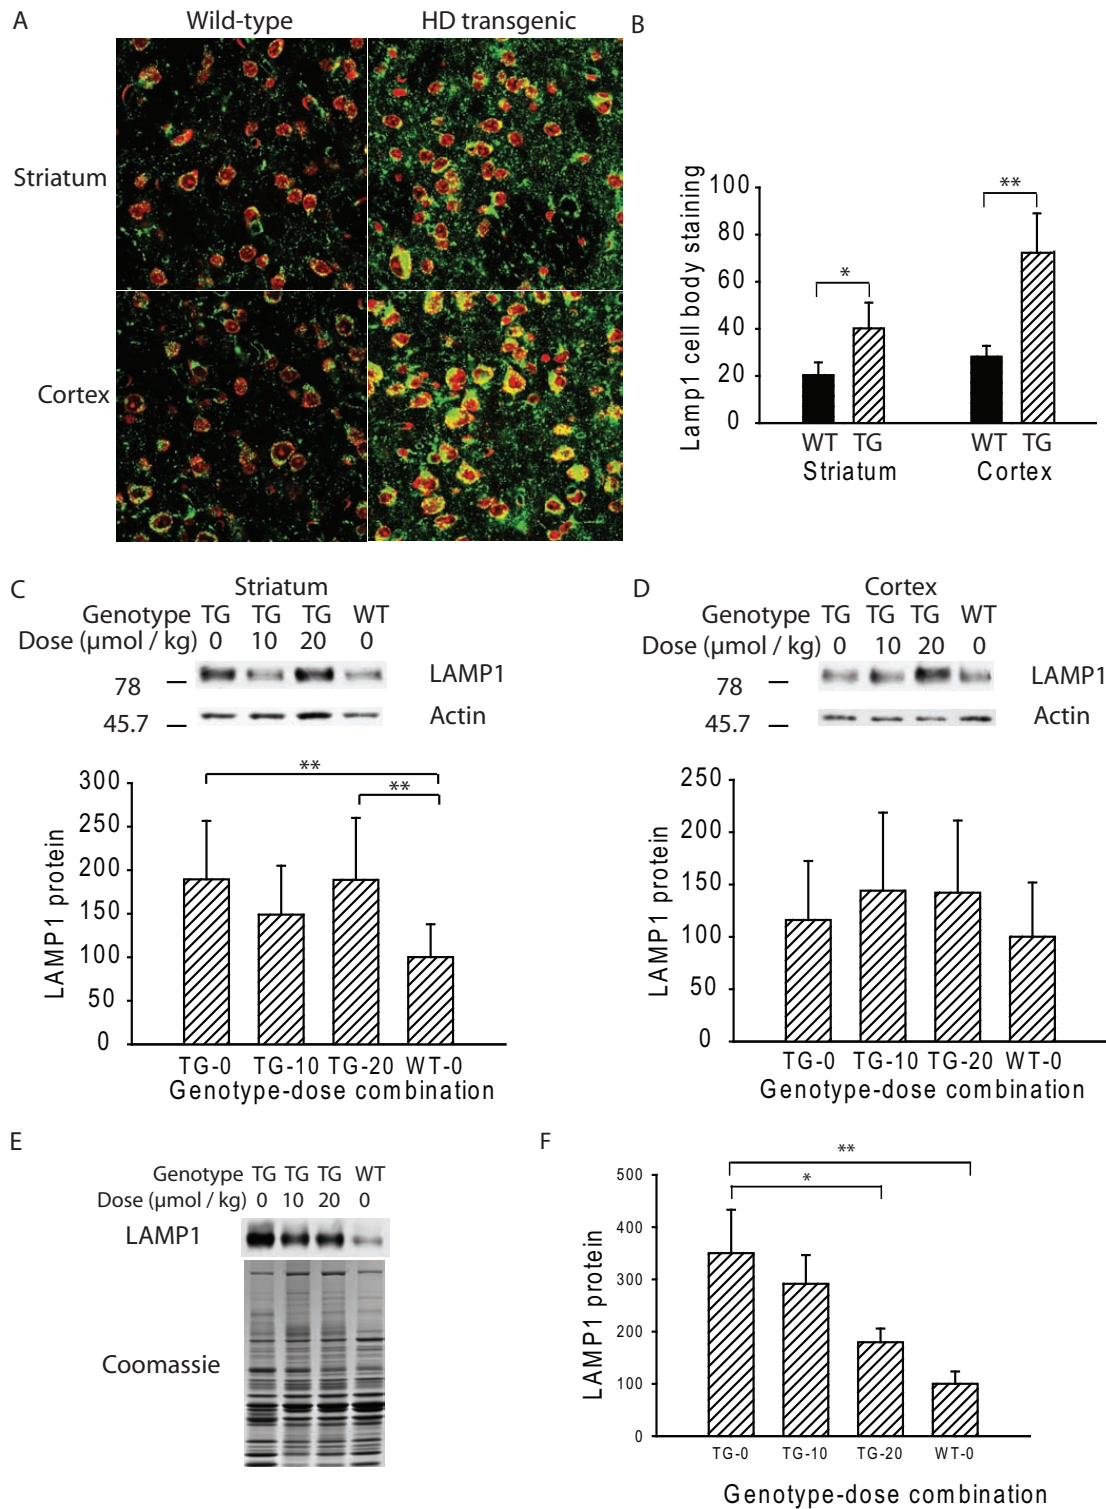 A
Wild-type
HD transgenic
Striatum
Cortex
B
Lamp1 cell body staining
100
80
60
40
20
0
*
**
WT TG WT TG
Striatum Cortex
C
Striatum
Genotype TG TG TG WT
Dose (μmol / kg) 0 10 20 0
78 LAMP1
45.7 Actin
LAMP1 protein
300
250
200
150
100
50
0
**
**
TG-0 TG-10 TG-20 WT-0
Genotype-dose combination
D
Cortex
Genotype TG TG TG WT
Dose (μmol / kg) 0 10 20 0
78 LAMP1
45.7 Actin
LAMP1 protein
250
200
150
100
50
0
TG-0 TG-10 TG-20 WT-0
Genotype-dose combination
E
Genotype TG TG TG WT
Dose (μmol / kg) 0 10 20 0
LAMP1
Coomassie
F
LAMP1 protein
500
400
300
200
100
0
**
*
TG-0 TG-10 TG-20 WT-0
Genotype-dose combination